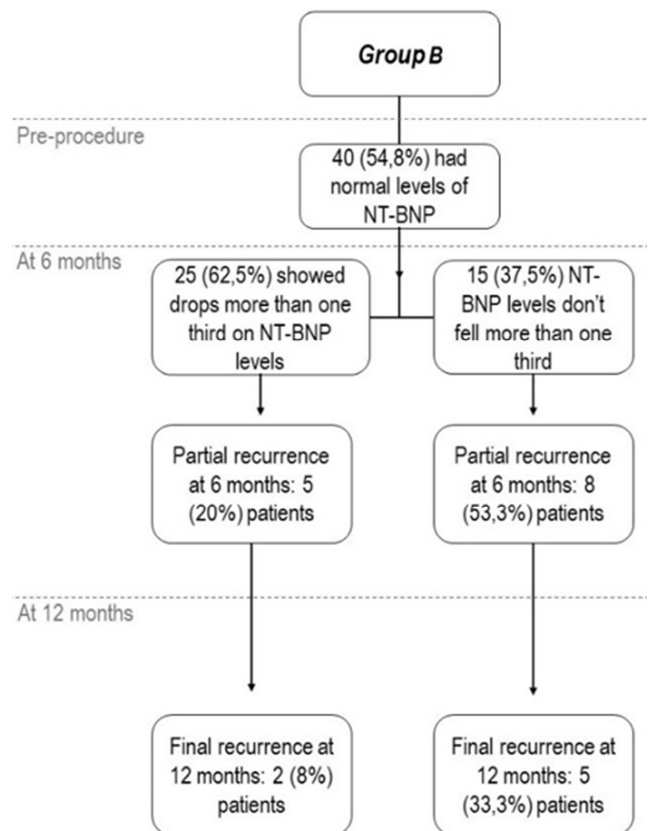 Group B
Pre-procedure
40 (54,8%) had
normal levels of
NT-BNP
At 6 months
25 (62,5%) showed
drops more than one
third on NT-BNP
levels
15 (37,5%) NT-
BNP levels don't
fell more than one
third
Partial recurrence
at 6 months: 5
(20%) patients
Partial recurrence
at 6 months: 8
(53,3%) patients
At 12 months
Final recurrence at
12 months: 2 (8%)
patients
Final recurrence at
12 months: 5
(33,3%) patients